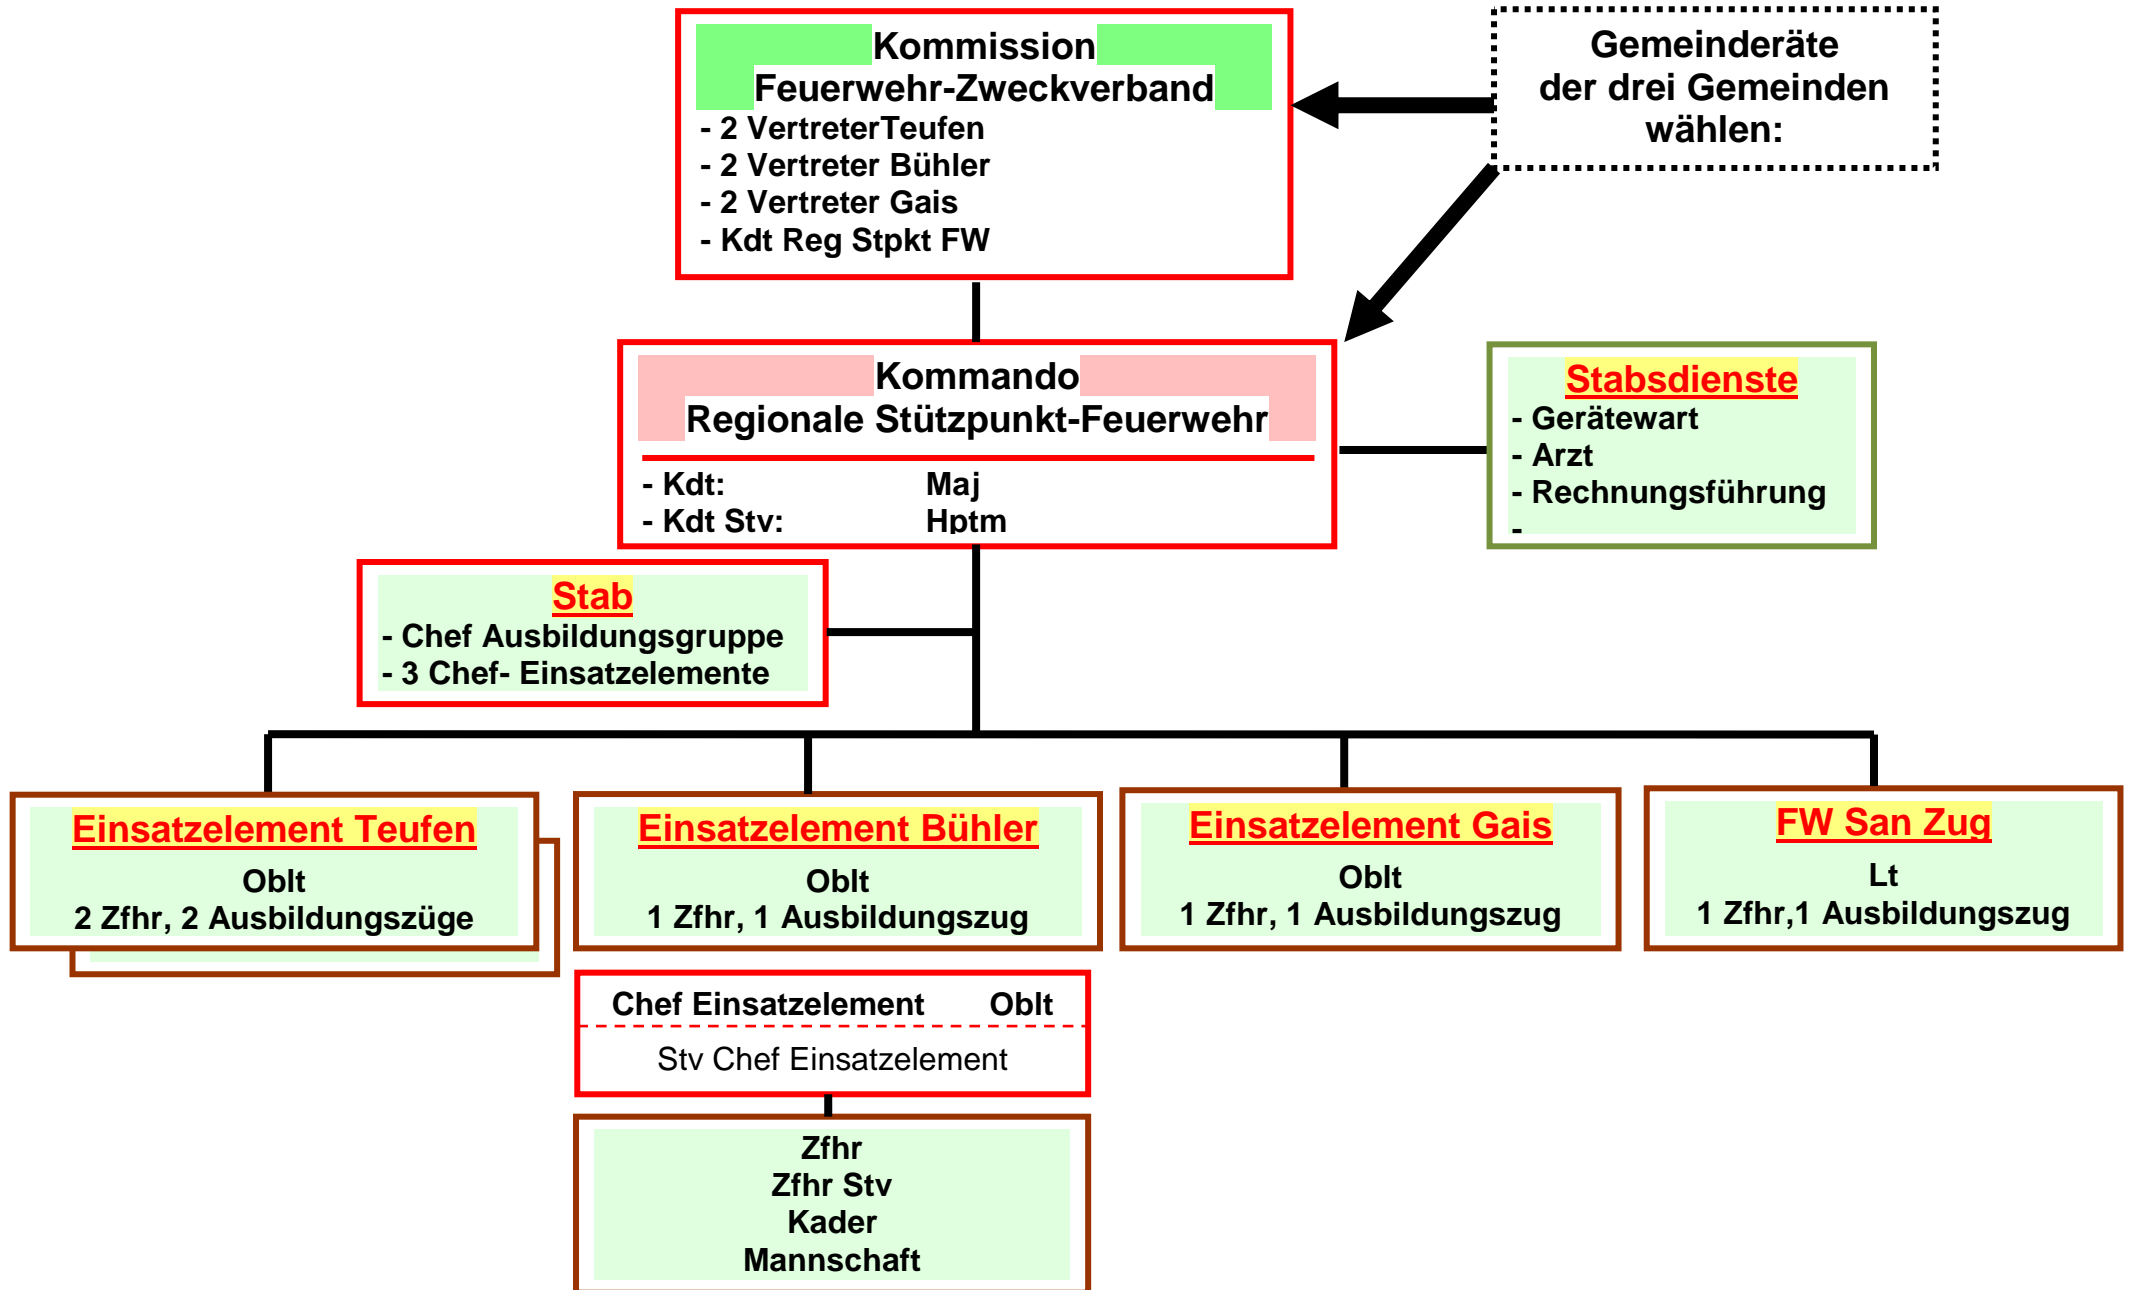 Kommission
Feuerwehr-Zweckverband
- 2 VertreterTeufen
- 2 Vertreter Bühler
- 2 Vertreter Gais
- Kdt Reg Stpkt FW
Gemeinderäte
der drei Gemeinden
wählen:
Kommando
Regionale Stützpunkt-Feuerwehr
- Kdt: Maj
- Kdt Stv: Hptm
Stabsdienste
- Gerätewart
- Arzt
- Rechnungsführung
-
Stab
- Chef Ausbildungsgruppe
- 3 Chef- Einsatzelemente
Einsatzelement Teufen
Oblt
2 Zfhr, 2 Ausbildungszüge
Einsatzelement Bühler
Oblt
1 Zfhr, 1 Ausbildungszug
Einsatzelement Gais
Oblt
1 Zfhr, 1 Ausbildungszug
FW San Zug
Lt
1 Zfhr,1 Ausbildungszug
Chef Einsatzelement Oblt
Stv Chef Einsatzelement
Zfhr
Zfhr Stv
Kader
Mannschaft